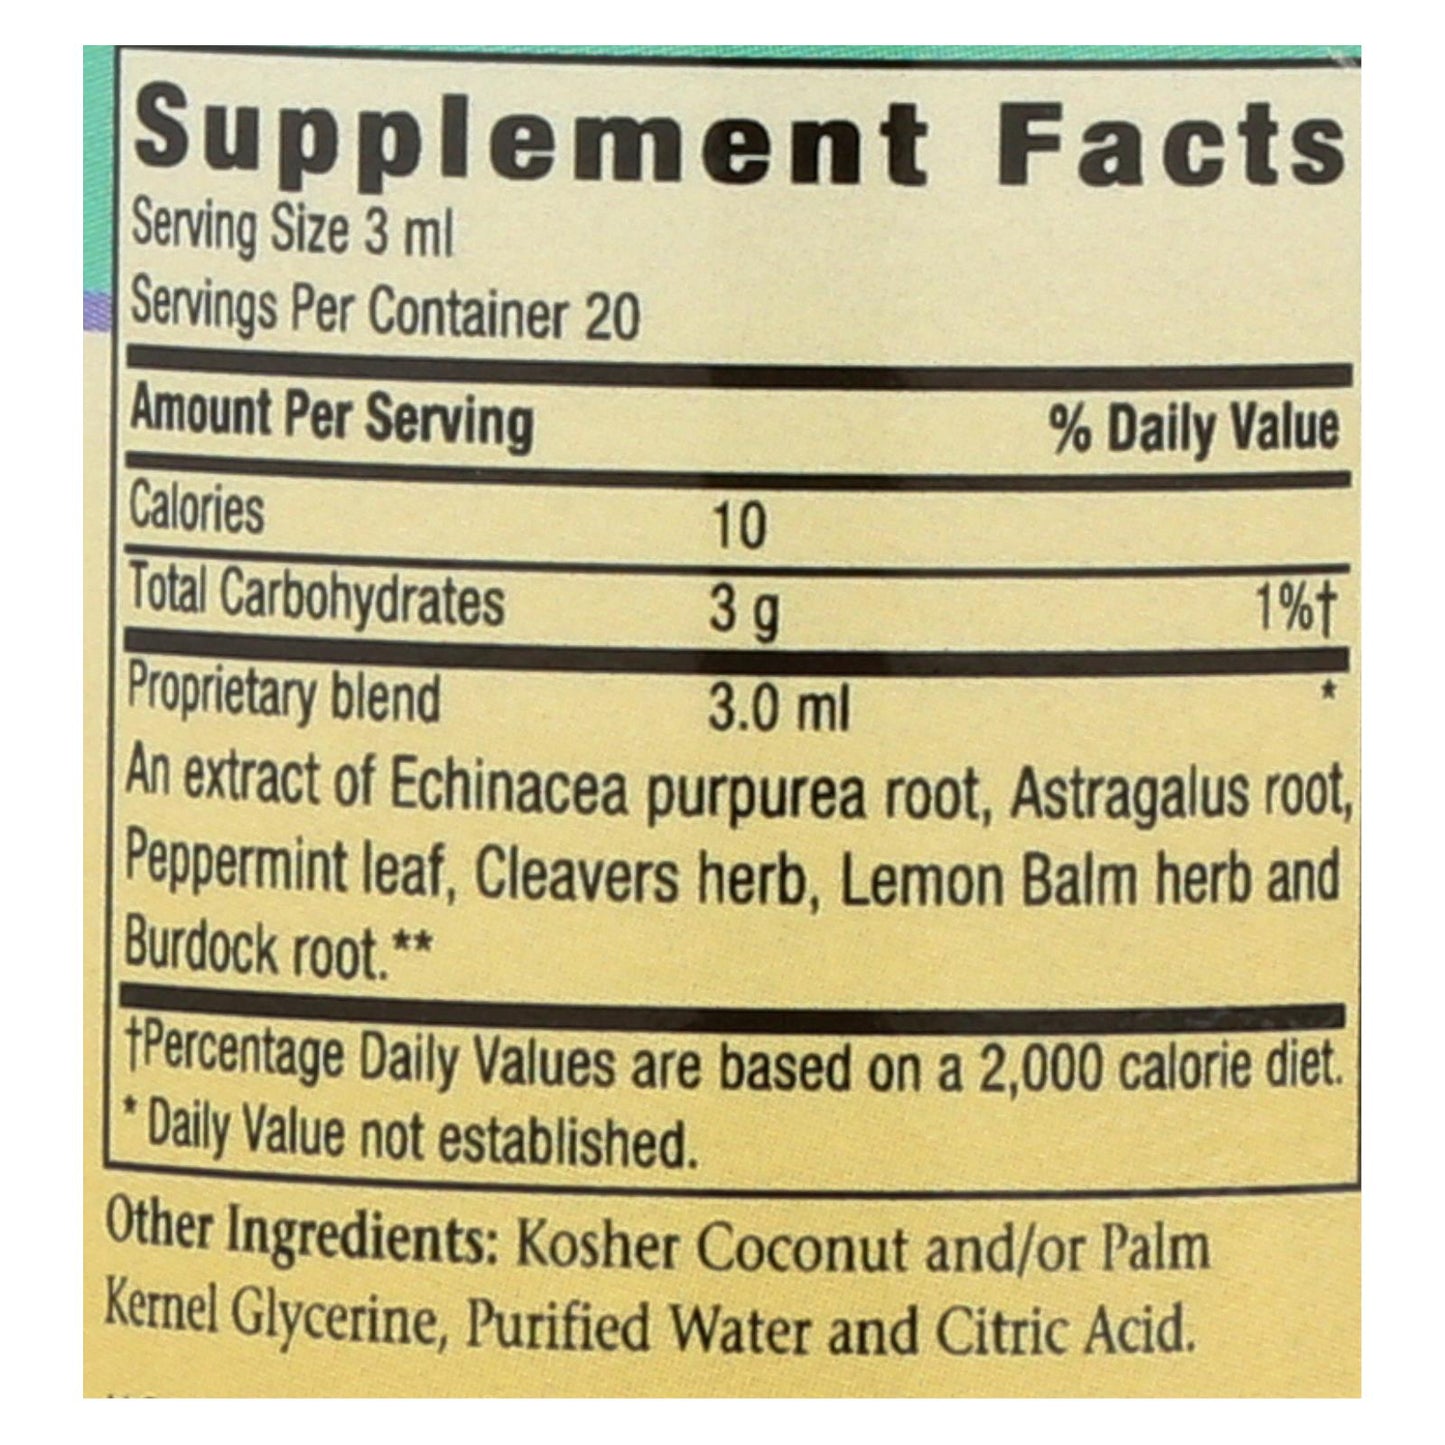 Supplement Facts
Serving Size 3 ml
Servings Per Container 20
Amount Per Serving % Daily Value
Calories 10
Total Carbohydrates 3 g 1%†
Proprietary blend 3.0 ml *
An extract of Echinacea purpurea root, Astragalus root,
Peppermint leaf, Cleavers herb, Lemon Balm herb and
Burdock root.**
†Percentage Daily Values are based on a 2,000 calorie diet.
* Daily Value not established.
Other Ingredients: Kosher Coconut and/or Palm
Kernel Glycerine, Purified Water and Citric Acid.